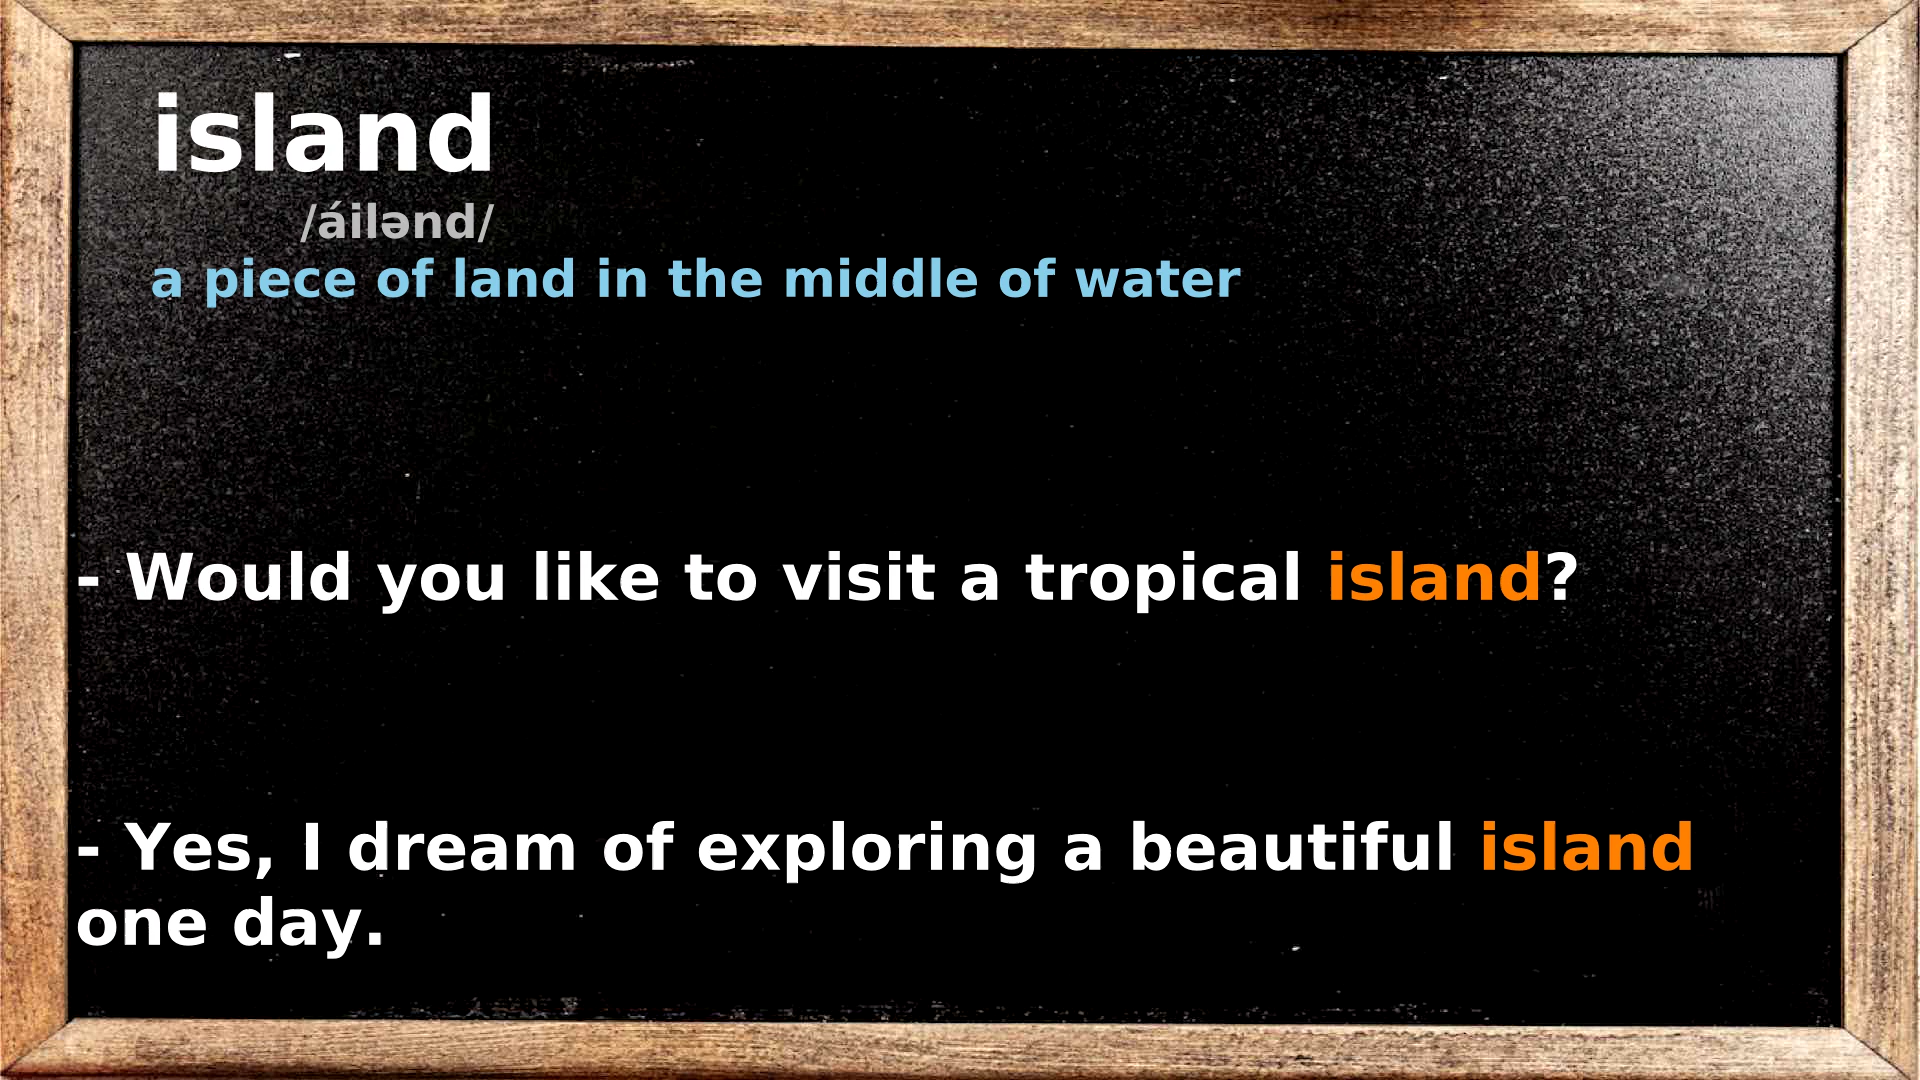 island
/áilənd/
a piece of land in the middle of water
- Would you like to visit a tropical island?
- Yes, I dream of exploring a beautiful island
one day.